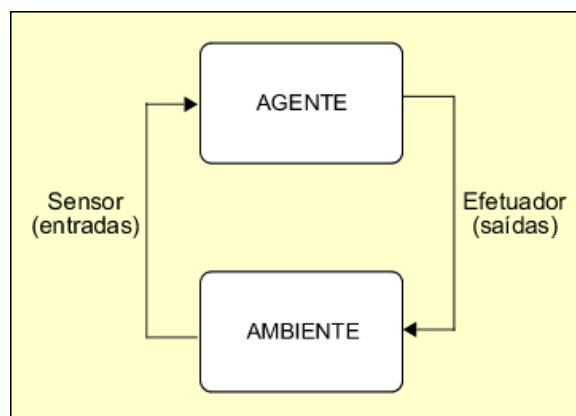 AGENTE
Sensor
(entradas)
Efetuador
(saídas)
AMBIENTE